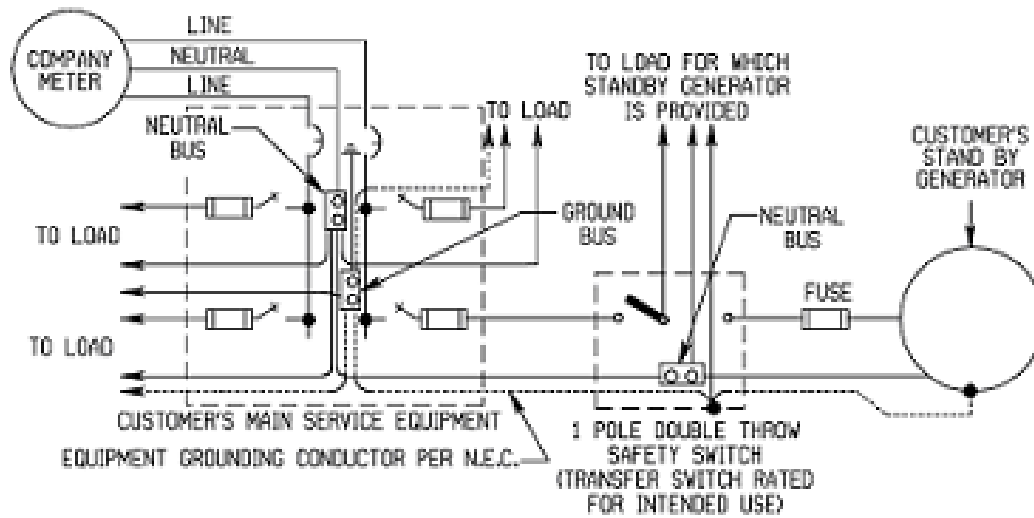 LINE
COMPANY
METER
NEUTRAL
LINE
NEUTRAL
BUS
TO LOAD
TO LOAD FOR WHICH
STANDBY GENERATOR
IS PROVIDED
CUSTOMER'S
STAND BY
GENERATOR
TO LOAD
GROUND
BUS
NEUTRAL
BUS
FUSE
TO LOAD
CUSTOMER'S MAIN SERVICE EQUIPMENT
EQUIPMENT GROUNDING CONDUCTOR PER N.E.C.
1 POLE DOUBLE THROW
SAFETY SWITCH
(TRANSFER SWITCH RATED
FOR INTENDED USE)